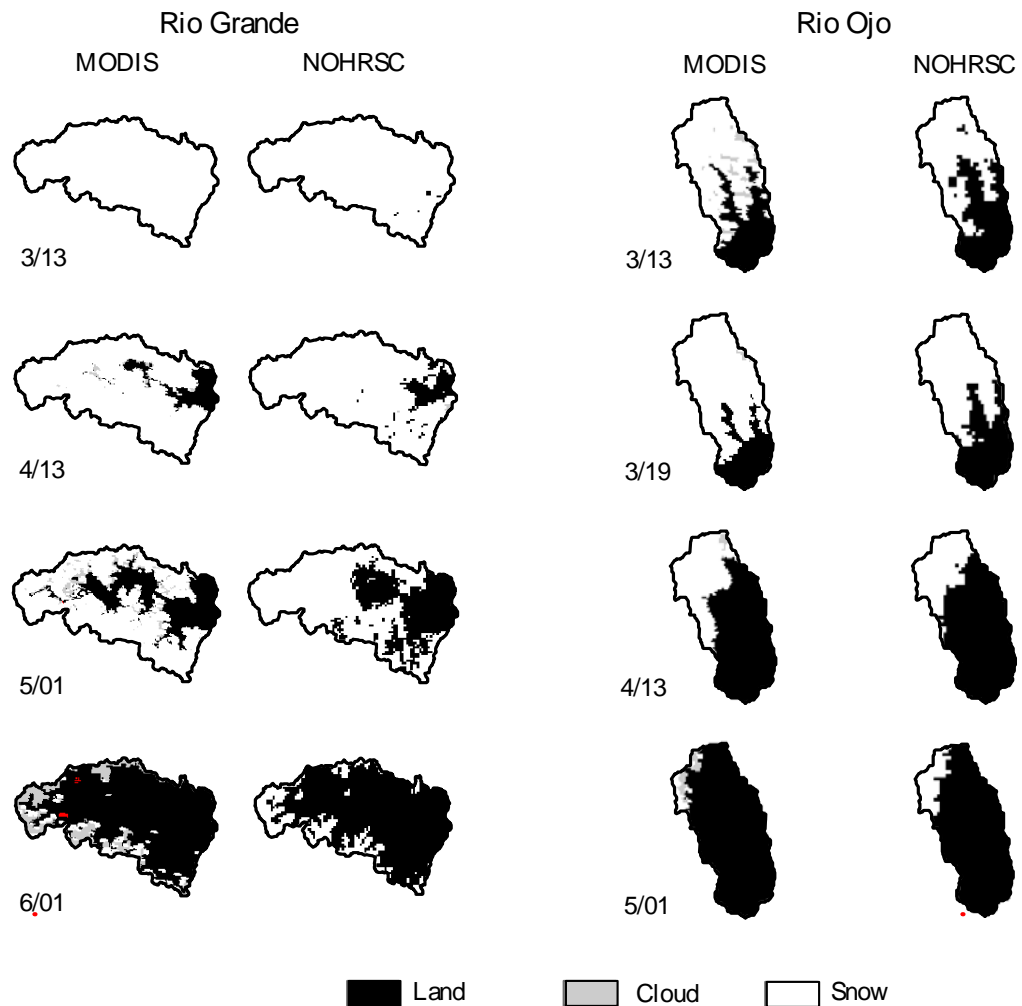 Rio Grande
Rio Ojo
MODIS
NOHRSC
MODIS
NOHRSC
3/13
3/13
4/13
3/19
5/01
4/13
6/01
5/01
Land
Cloud
Snow